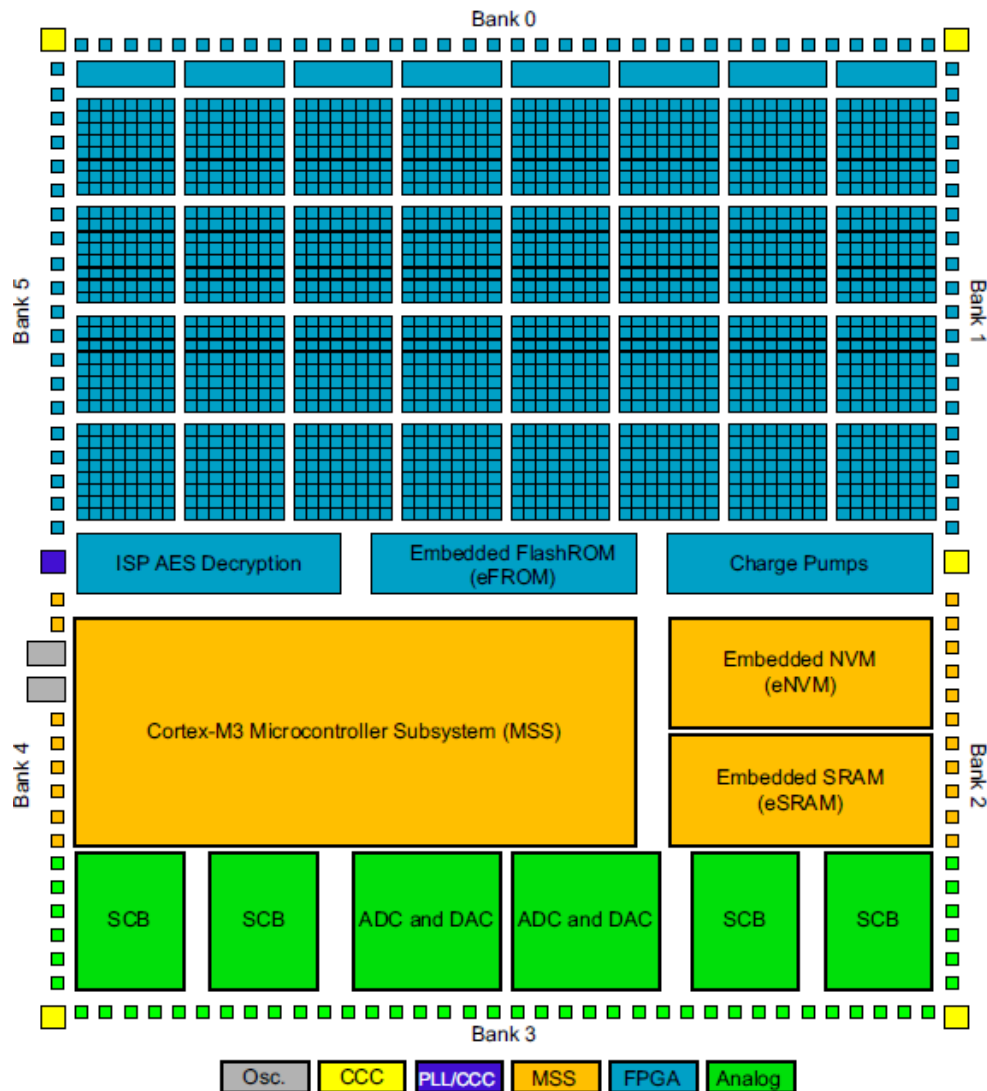 Bank 0
Bank 5
Bank 1
ISP AES Decryption
Embedded FlashROM
(eFROM)
Charge Pumps
Cortex-M3 Microcontroller Subsystem (MSS)
Embedded NVM
(eNVM)
Embedded SRAM
(eSRAM)
Bank 4
Bank 2
SCB
SCB
ADC and DAC
ADC and DAC
SCB
SCB
Bank 3
Osc.
CCC
PLL/CCC
MSS
FPGA
Analog